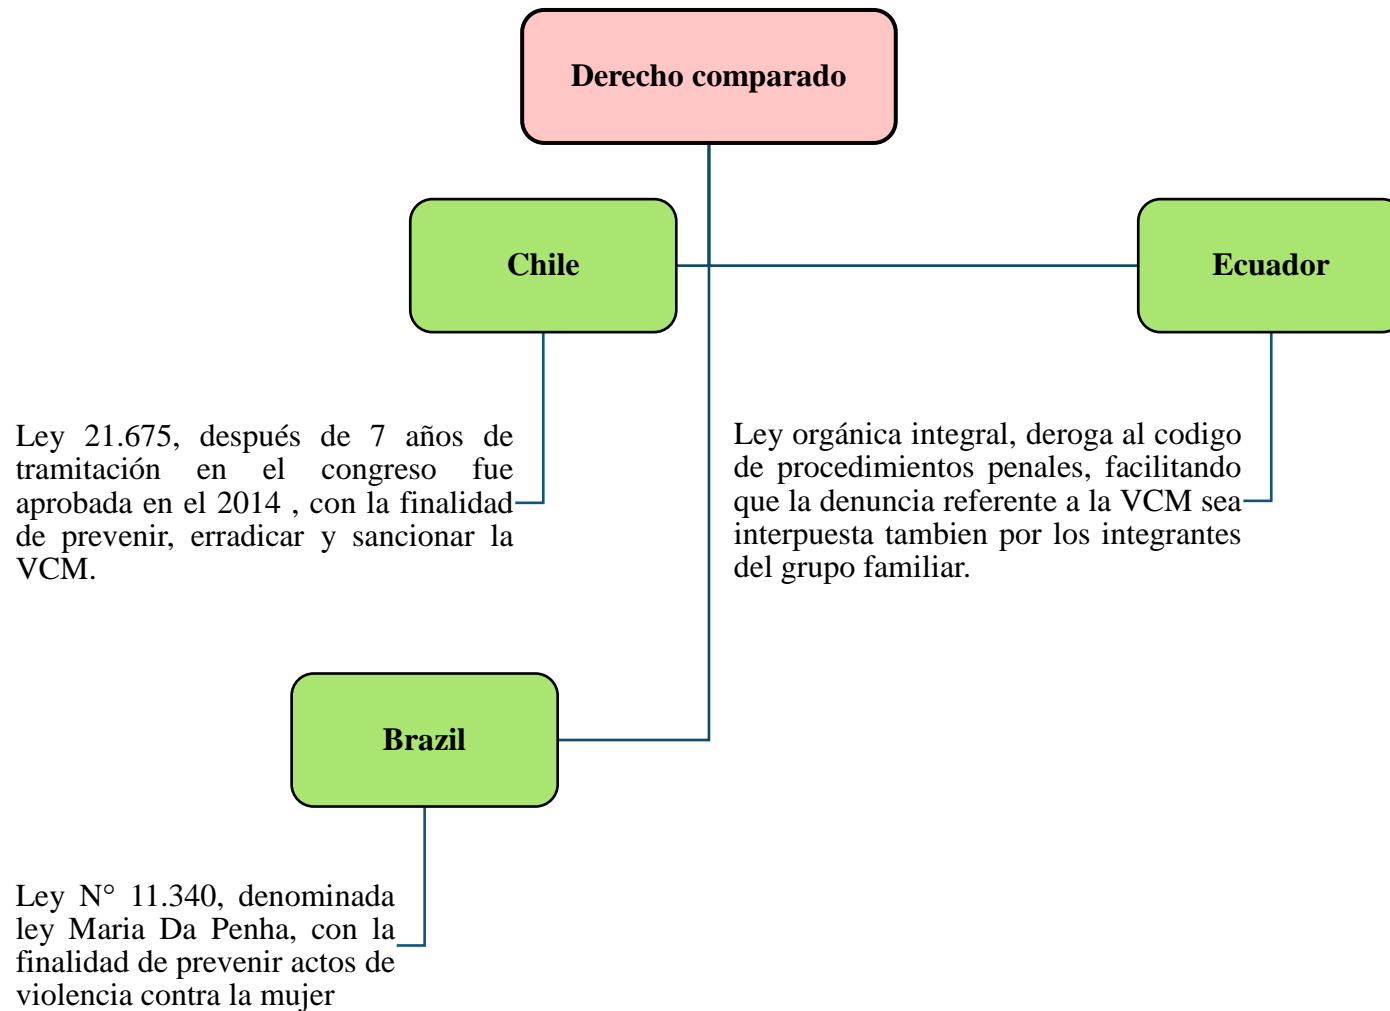 Derecho comparado
Chile
Ecuador
Ley 21.675, después de 7 años de
tramitación en el congreso fue
aprobada en el 2014 , con la finalidad
de prevenir, erradicar y sancionar la
VCM.
Ley orgánica integral, deroga al codigo
de procedimientos penales, facilitando
que la denuncia referente a la VCM sea
interpuesta tambien por los integrantes
del grupo familiar.
Brazil
Ley N° 11.340, denominada
ley Maria Da Penha, con la
finalidad de prevenir actos de
violencia contra la mujer